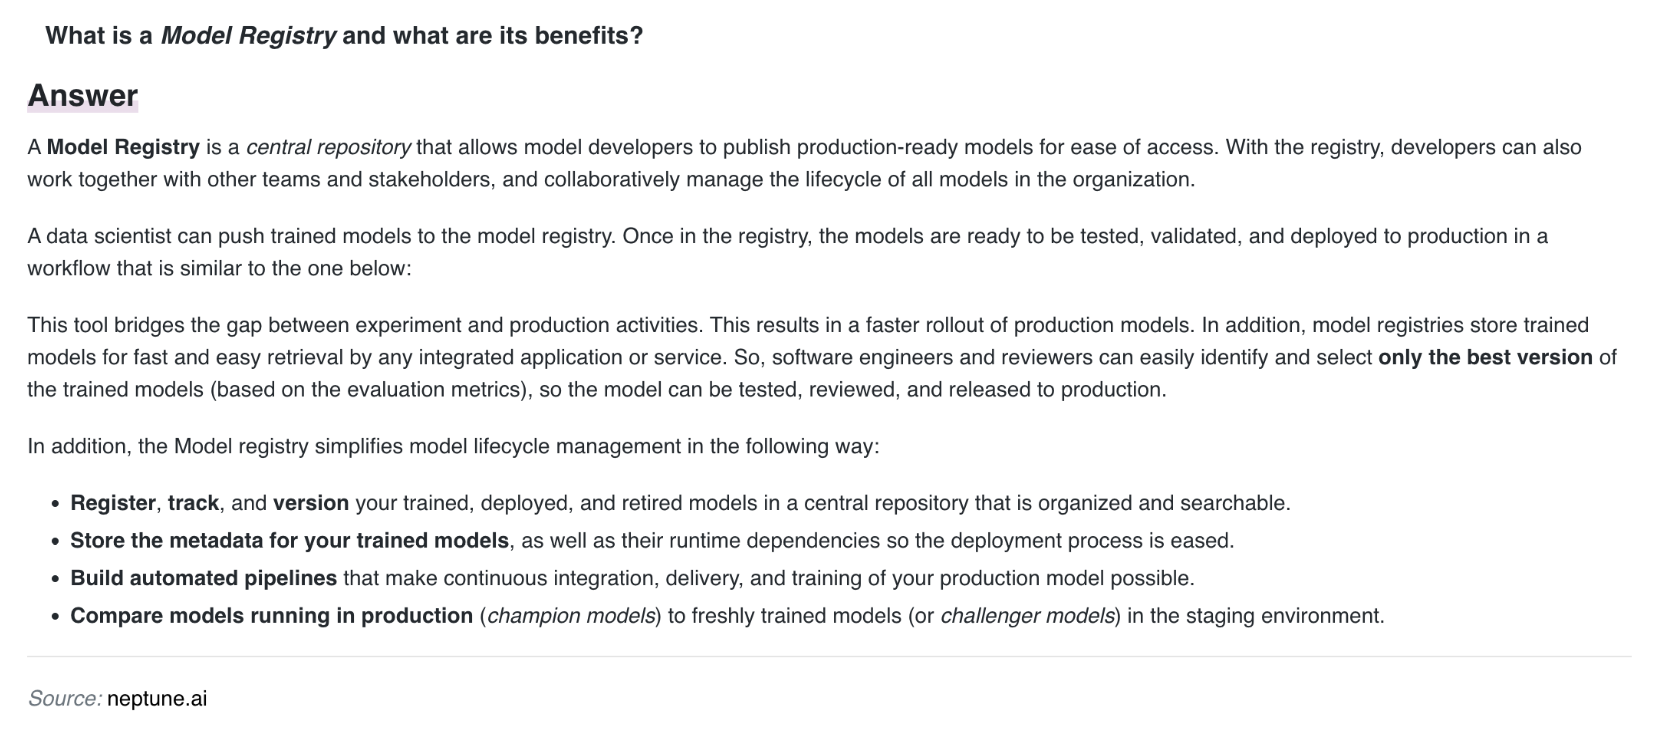 What is a Model Registry and what are its benefits?
Answer
A Model Registry is a central repository that allows model developers to publish production-ready models for ease of access. With the registry, developers can also
work together with other teams and stakeholders, and collaboratively manage the lifecycle of all models in the organization.
A data scientist can push trained models to the model registry. Once in the registry, the models are ready to be tested, validated, and deployed to production in a
workflow that is similar to the one below:
This tool bridges the gap between experiment and production activities. This results in a faster rollout of production models. In addition, model registries store trained
models for fast and easy retrieval by any integrated application or service. So, software engineers and reviewers can easily identify and select only the best version of
the trained models (based on the evaluation metrics), so the model can be tested, reviewed, and released to production.
In addition, the Model registry simplifies model lifecycle management in the following way:
• Register, track, and version your trained, deployed, and retired models in a central repository that is organized and searchable.
• Store the metadata for your trained models, as well as their runtime dependencies so the deployment process is eased.
• Build automated pipelines that make continuous integration, delivery, and training of your production model possible.
• Compare models running in production (champion models) to freshly trained models (or challenger models) in the staging environment.
Source: neptune.ai